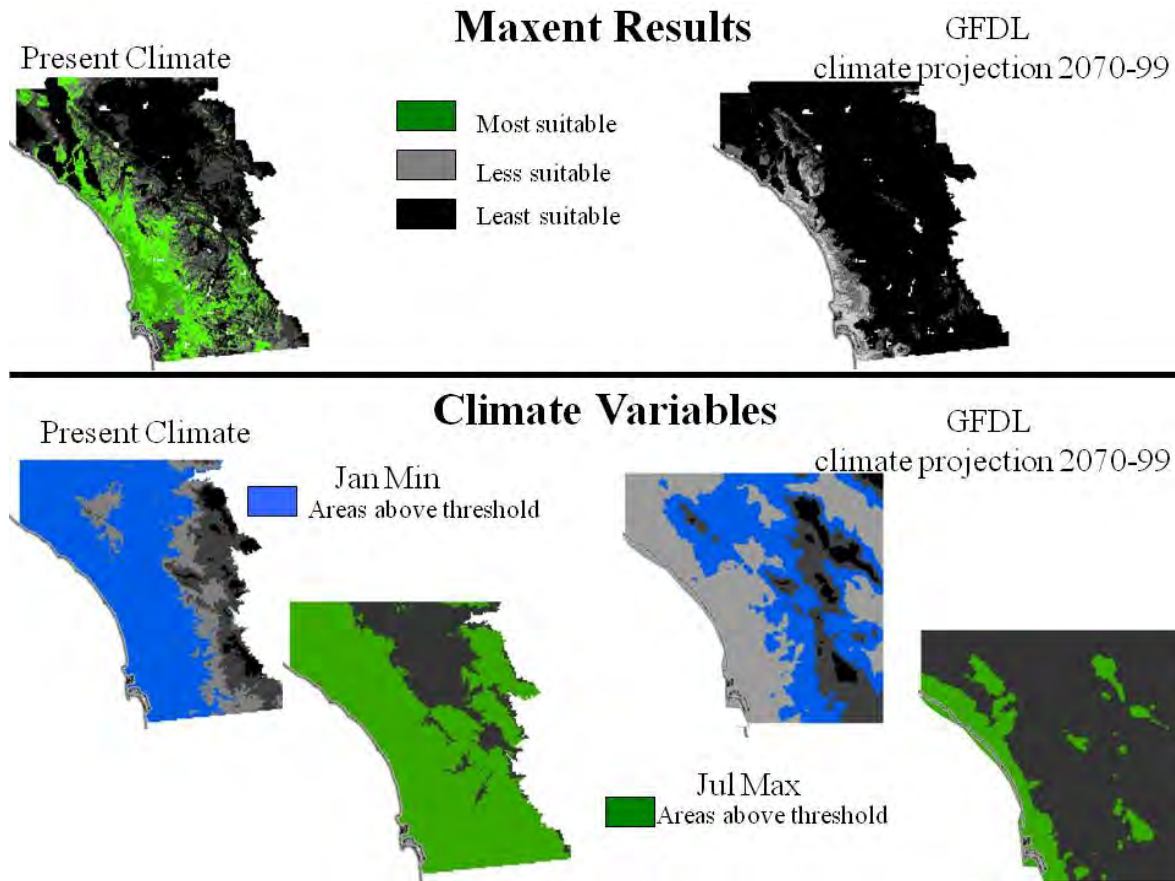 Maxent Results
Present Climate
GFDL
climate projection 2070-99
Most suitable
Less suitable
Least suitable
Climate Variables
Present Climate
GFDL
climate projection 2070-99
Jan Min
Areas above threshold
Jul Max
Areas above threshold